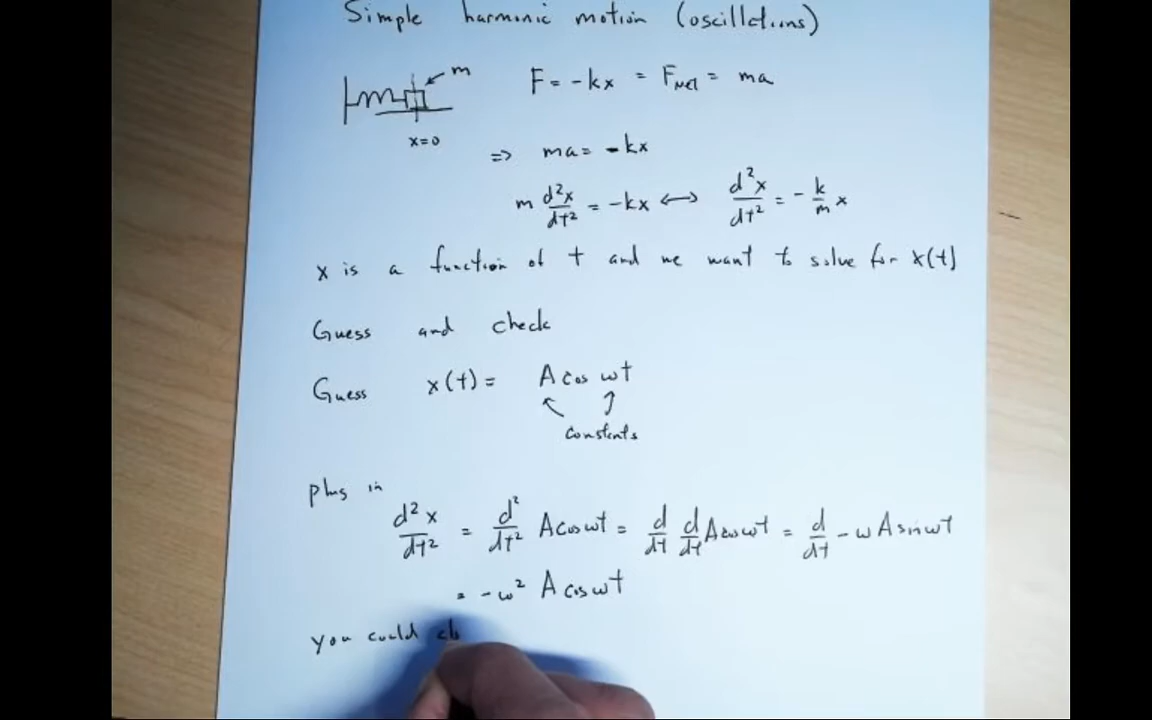 Simple harmonic motion (oscillations)
m
F = -kx = F_Net = ma
x=0
=> ma = -kx
m d²x/dt² = -kx <-> d²x/dt² = -k/m x
x is a function of t and we want to solve for x(t)
Guess and check
Guess x(t) = A cos ωt
constants
plug in
d²x/dt² = d²/dt² A cos ωt = d/dt d/dt A cos ωt = d/dt - ω A sin ωt
= -ω² A cos ωt
you could